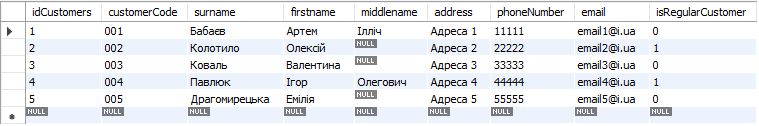 idCustomers customerCode surname firstname middlename address phoneNumber email isRegularCustomer
1 001 Бабаєв Артем Ілліч Адреса 1 11111 email1@i.ua 0
2 002 Колотило Олексій NULL Адреса 2 22222 email2@i.ua 1
3 003 Коваль Валентина NULL Адреса 3 33333 email3@i.ua 0
4 004 Павлюк Ігор Олегович Адреса 4 44444 email4@i.ua 1
5 005 Драгомирецька Емілія NULL Адреса 5 55555 email5@i.ua 0
NULL NULL NULL NULL NULL NULL NULL NULL NULL